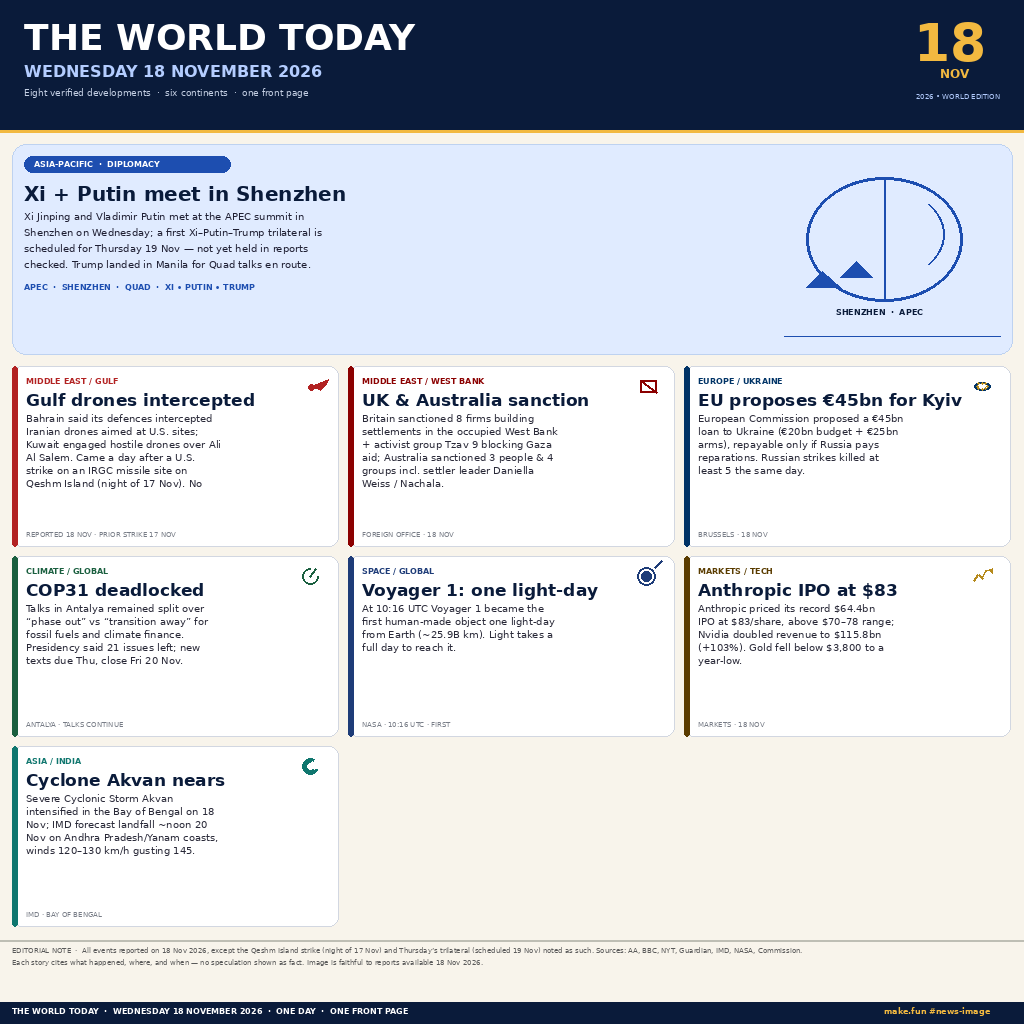 THE WORLD TODAY
WEDNESDAY 18 NOVEMBER 2026
Eight verified developments · six continents · one front page
18
NOV
2026 • WORLD EDITION
ASIA-PACIFIC · DIPLOMACY
Xi + Putin meet in Shenzhen
Xi Jinping and Vladimir Putin met at the APEC summit in
Shenzhen on Wednesday; a first Xi–Putin–Trump trilateral is
scheduled for Thursday 19 Nov — not yet held in reports
checked. Trump landed in Manila for Quad talks en route.
APEC · SHENZHEN · QUAD · XI • PUTIN • TRUMP
SHENZHEN · APEC
MIDDLE EAST / GULF
Gulf drones intercepted
Bahrain said its defences intercepted
Iranian drones aimed at U.S. sites;
Kuwait engaged hostile drones over Ali
Al Salem. Came a day after a U.S.
strike on an IRGC missile site on
Qeshm Island (night of 17 Nov). No
REPORTED 18 NOV · PRIOR STRIKE 17 NOV
MIDDLE EAST / WEST BANK
UK & Australia sanction
Britain sanctioned 8 firms building
settlements in the occupied West Bank
+ activist group Tzav 9 blocking Gaza
aid; Australia sanctioned 3 people & 4
groups incl. settler leader Daniella
Weiss / Nachala.
FOREIGN OFFICE · 18 NOV
EUROPE / UKRAINE
EU proposes €45bn for Kyiv
European Commission proposed a €45bn
loan to Ukraine (€20bn budget + €25bn
arms), repayable only if Russia pays
reparations. Russian strikes killed at
least 5 the same day.
BRUSSELS · 18 NOV
CLIMATE / GLOBAL
COP31 deadlocked
Talks in Antalya remained split over
“phase out” vs “transition away” for
fossil fuels and climate finance.
Presidency said 21 issues left; new
texts due Thu, close Fri 20 Nov.
ANTALYA · TALKS CONTINUE
SPACE / GLOBAL
Voyager 1: one light-day
At 10:16 UTC Voyager 1 became the
first human-made object one light-day
from Earth (~25.9B km). Light takes a
full day to reach it.
NASA · 10:16 UTC · FIRST
MARKETS / TECH
Anthropic IPO at $83
Anthropic priced its record $64.4bn
IPO at $83/share, above $70–78 range;
Nvidia doubled revenue to $115.8bn
(+103%). Gold fell below $3,800 to a
year-low.
MARKETS · 18 NOV
ASIA / INDIA
Cyclone Akvan nears
Severe Cyclonic Storm Akvan
intensified in the Bay of Bengal on 18
Nov; IMD forecast landfall ~noon 20
Nov on Andhra Pradesh/Yanam coasts,
winds 120–130 km/h gusting 145.
IMD · BAY OF BENGAL
EDITORIAL NOTE · All events reported on 18 Nov 2026, except the Qeshm Island strike (night of 17 Nov) and Thursday's trilateral (scheduled 19 Nov) noted as such. Sources: AA, BBC, NYT, Guardian, IMD, NASA, Commission.
Each story cites what happened, where, and when — no speculation shown as fact. Image is faithful to reports available 18 Nov 2026.
THE WORLD TODAY · WEDNESDAY 18 NOVEMBER 2026 · ONE DAY · ONE FRONT PAGE
make.fun #news-image